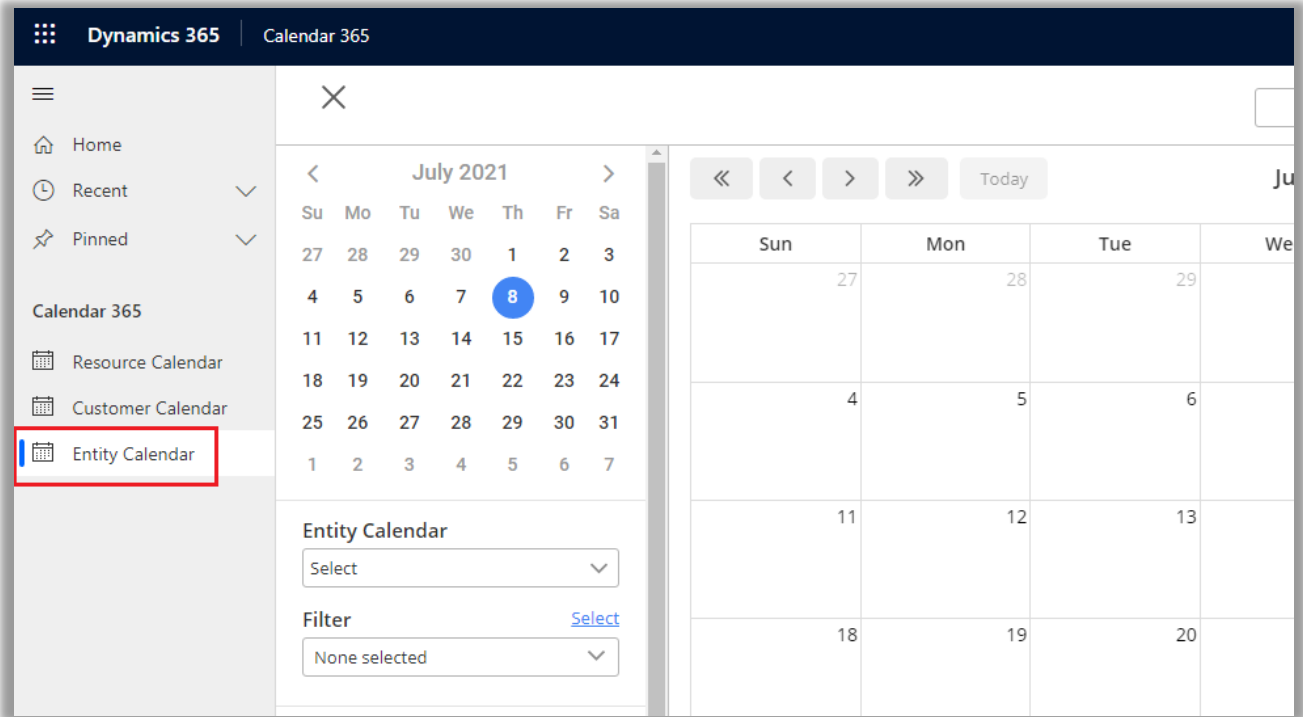 Dynamics 365 Calendar 365
Home
Recent
Pinned
Calendar 365
Resource Calendar
Customer Calendar
Entity Calendar
July 2021
Su Mo Tu We Th Fr Sa
27 28 29 30 1 2 3
4 5 6 7 8 9 10
11 12 13 14 15 16 17
18 19 20 21 22 23 24
25 26 27 28 29 30 31
1 2 3 4 5 6 7
Entity Calendar
Select
Filter Select
None selected
Today Ju
Sun Mon Tue We
27 28 29
4 5 6
11 12 13
18 19 20